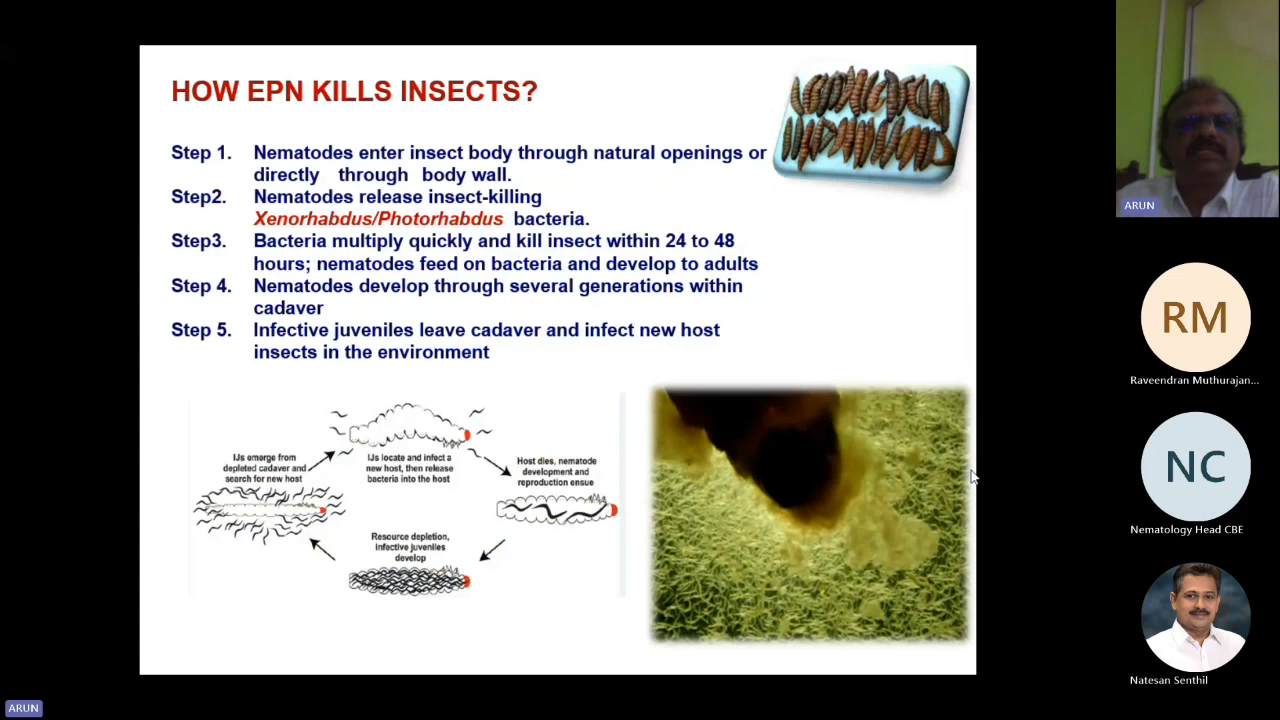 HOW EPN KILLS INSECTS?
Step 1. Nematodes enter insect body through natural openings or
directly through body wall.
Step2. Nematodes release insect-killing
Xenorhabdus/Photorhabdus bacteria.
Step3. Bacteria multiply quickly and kill insect within 24 to 48
hours; nematodes feed on bacteria and develop to adults
Step 4. Nematodes develop through several generations within
cadaver
Step 5. Infective juveniles leave cadaver and infect new host
insects in the environment
IJs emerge from
depleted cadaver and
search for new host
IJs locate and infect a
new host, then release
bacteria into the host
Host dies, nematode
development and
reproduction ensue
Resource depletion,
infective juveniles
develop
ARUN
RM
Raveendran Muthurajan...
NC
Nematology Head CBE
Natesan Senthil
ARUN